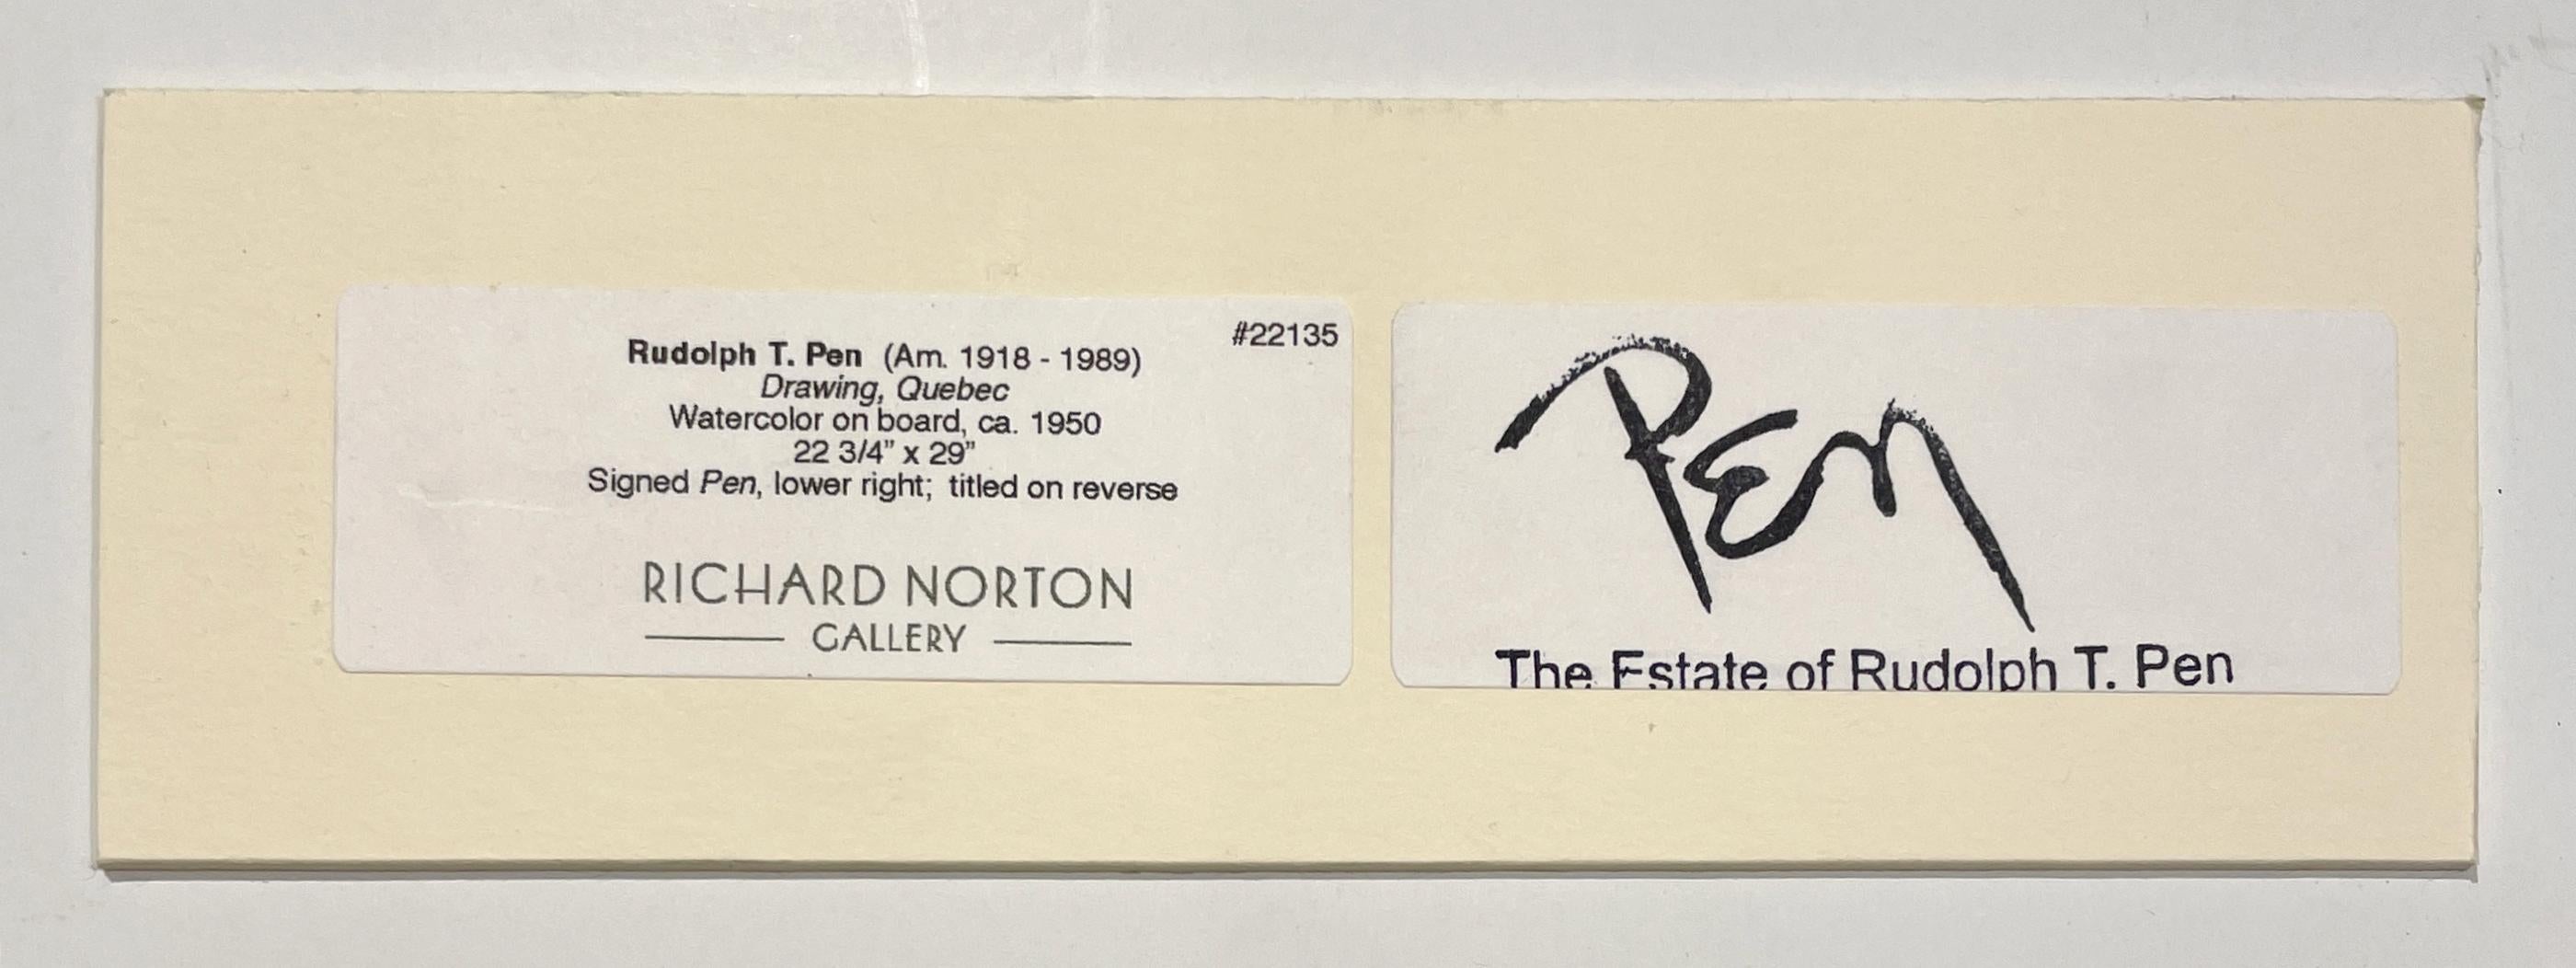 #22135
Rudolph T. Pen (Am. 1918 - 1989)
Drawing, Quebec
Watercolor on board, ca. 1950
22 3/4” x 29”
Signed Pen, lower right; titled on reverse
RICHARD NORTON
GALLERY
PEn
The Estate of Rudolph T. Pen